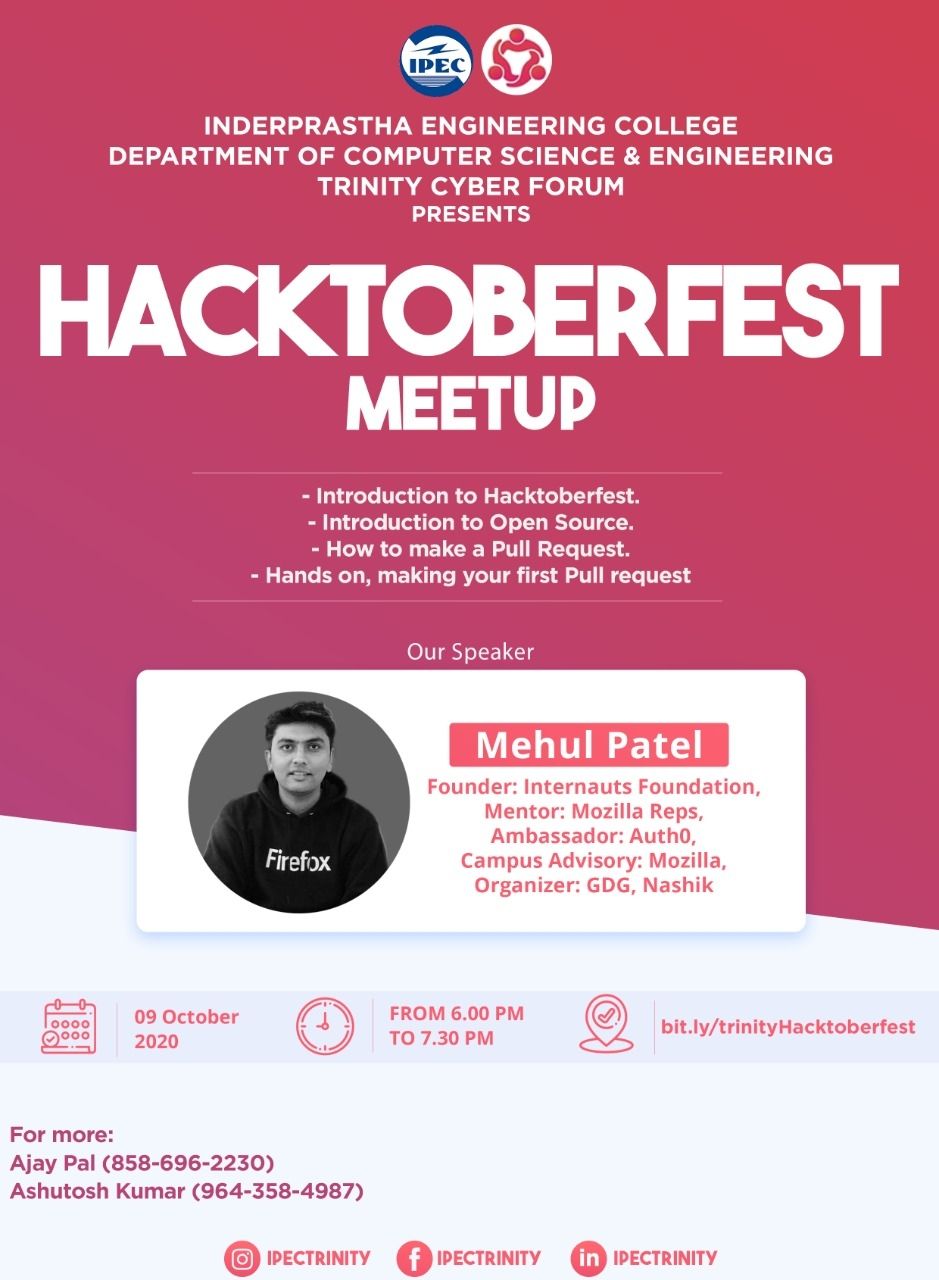 IPEC
INDERPRASTHA ENGINEERING COLLEGE
DEPARTMENT OF COMPUTER SCIENCE & ENGINEERING
TRINITY CYBER FORUM
PRESENTS
HACKTOBERFEST
MEETUP
- Introduction to Hacktoberfest.
- Introduction to Open Source.
- How to make a Pull Request.
- Hands on, making your first Pull request
Our Speaker
Mehul Patel
Founder: Internauts Foundation,
Mentor: Mozilla Reps,
Ambassador: Auth0,
Campus Advisory: Mozilla,
Organizer: GDG, Nashik
Firefox
09 October
2020
FROM 6.00 PM
TO 7.30 PM
bit.ly/trinityHacktoberfest
For more:
Ajay Pal (858-696-2230)
Ashutosh Kumar (964-358-4987)
IPECTRINITY
IPECTRINITY
in IPECTRINITY